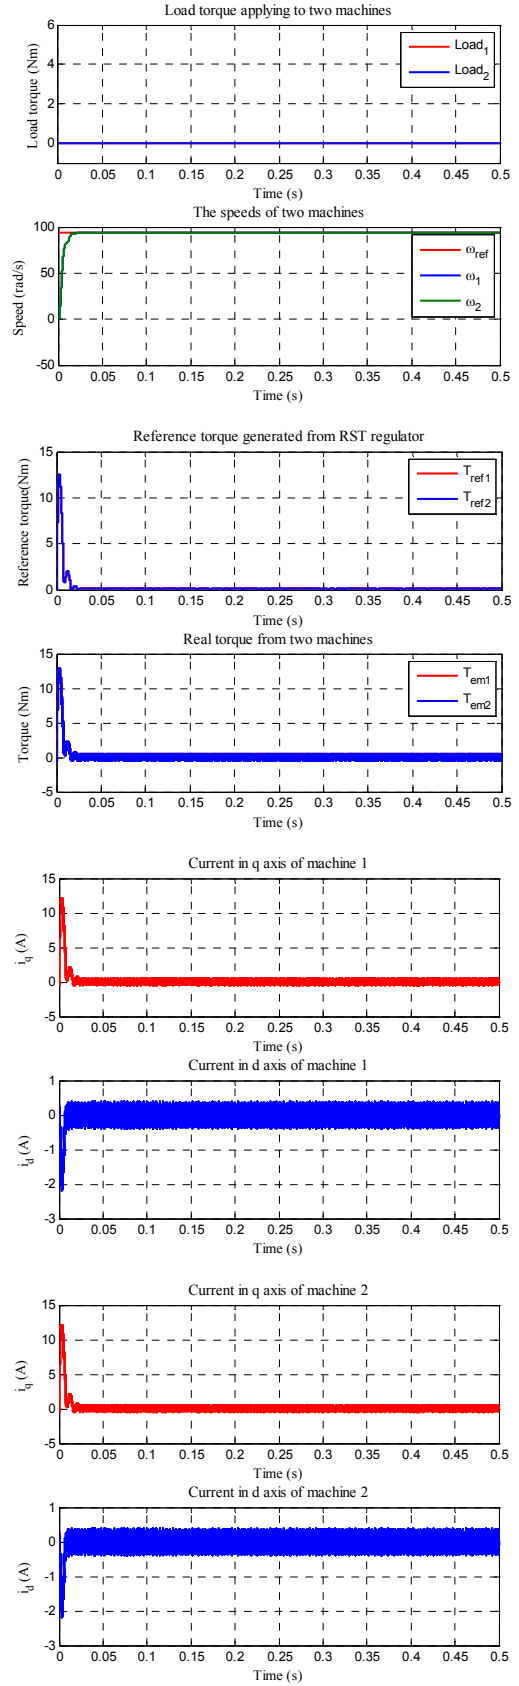 Load torque applying to two machines
6
4
2
0
Load torque (Nm)
Load1
Load2
0 0.05 0.1 0.15 0.2 0.25 0.3 0.35 0.4 0.45 0.5
Time (s)
The speeds of two machines
100
50
0
-50
Speed (rad/s)
ωref
ω1
ω2
0 0.05 0.1 0.15 0.2 0.25 0.3 0.35 0.4 0.45 0.5
Time (s)
Reference torque generated from RST regulator
15
10
5
0
Reference torque(Nm)
Tref1
Tref2
0 0.05 0.1 0.15 0.2 0.25 0.3 0.35 0.4 0.45 0.5
Time (s)
Real torque from two machines
15
10
5
0
-5
Torque (Nm)
Tem1
Tem2
0 0.05 0.1 0.15 0.2 0.25 0.3 0.35 0.4 0.45 0.5
Time (s)
Current in q axis of machine 1
15
10
5
0
-5
iq (A)
0 0.05 0.1 0.15 0.2 0.25 0.3 0.35 0.4 0.45 0.5
Time (s)
Current in d axis of machine 1
1
0
-1
-2
-3
id (A)
0 0.05 0.1 0.15 0.2 0.25 0.3 0.35 0.4 0.45 0.5
Time (s)
Current in q axis of machine 2
15
10
5
0
-5
iq (A)
0 0.05 0.1 0.15 0.2 0.25 0.3 0.35 0.4 0.45 0.5
Time (s)
Current in d axis of machine 2
1
0
-1
-2
-3
id (A)
0 0.05 0.1 0.15 0.2 0.25 0.3 0.35 0.4 0.45 0.5
Time (s)